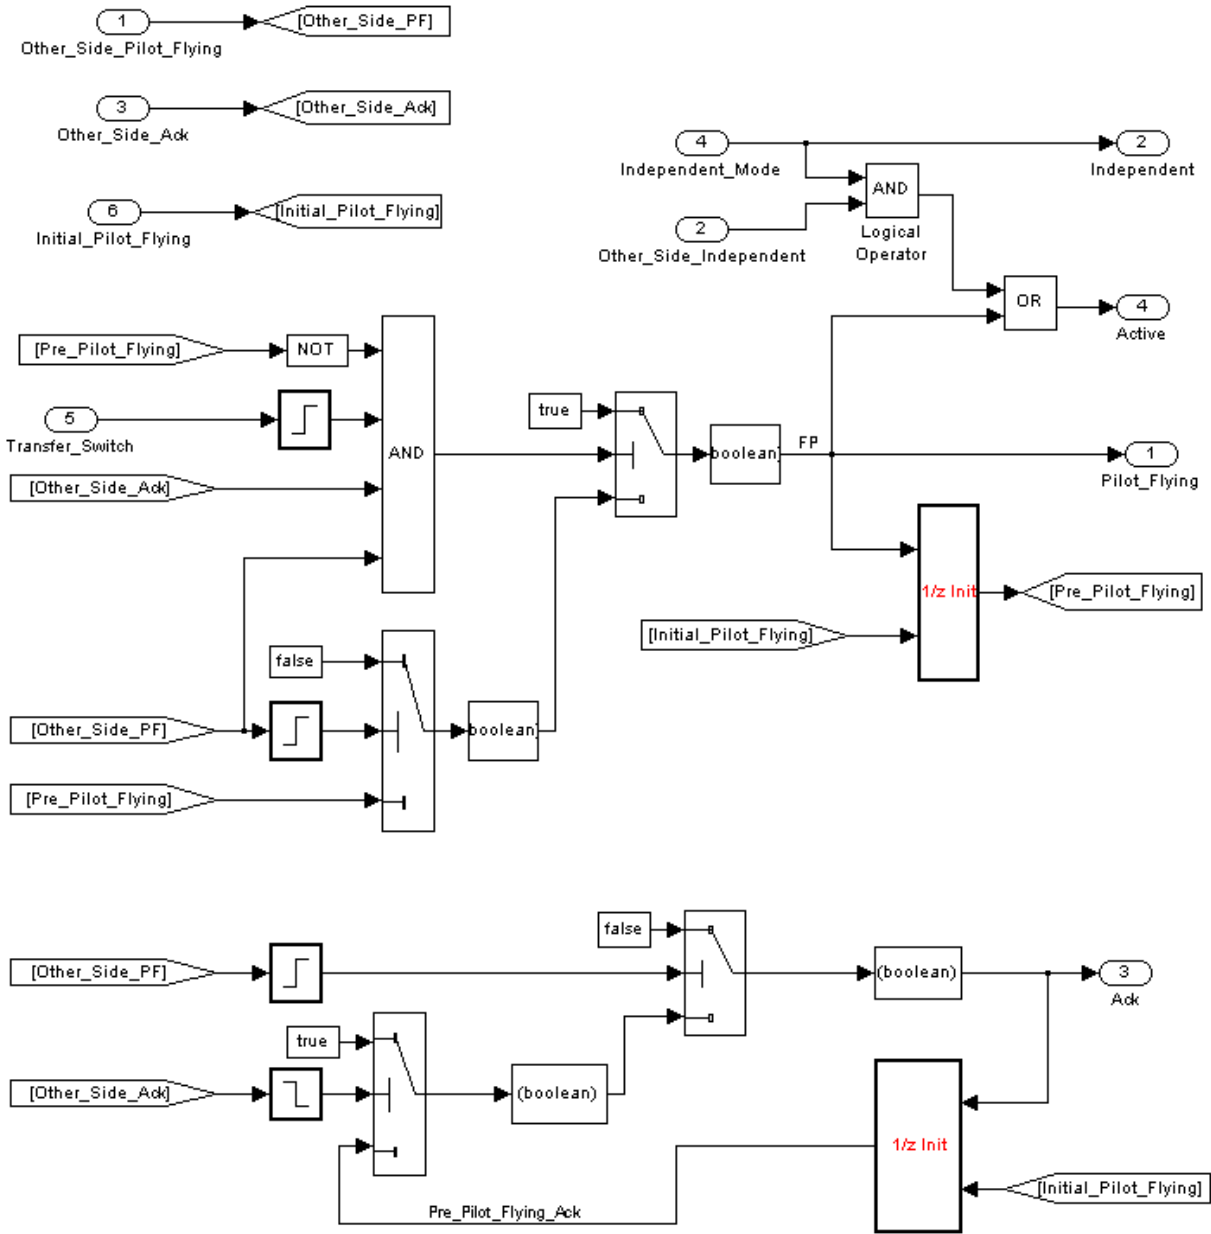 1
[Other_Side_PF]
Other_Side_Pilot_Flying
3
[Other_Side_Ack]
Other_Side_Ack
4
2
Independent_Mode
Independent
AND
6
[Initial_Pilot_Flying]
Initial_Pilot_Flying
2
Logical
Operator
Other_Side_Independent
OR
4
Active
[Pre_Pilot_Flying]
NOT
5
Transfer_Switch
true
AND
boolean
FP
1
Pilot_Flying
[Other_Side_Ack]
1/z Init
[Pre_Pilot_Flying]
[Initial_Pilot_Flying]
false
[Other_Side_PF]
boolean
[Pre_Pilot_Flying]
false
[Other_Side_PF]
(boolean)
3
Ack
true
[Other_Side_Ack]
(boolean)
1/z Init
[Initial_Pilot_Flying]
Pre_Pilot_Flying_Ack